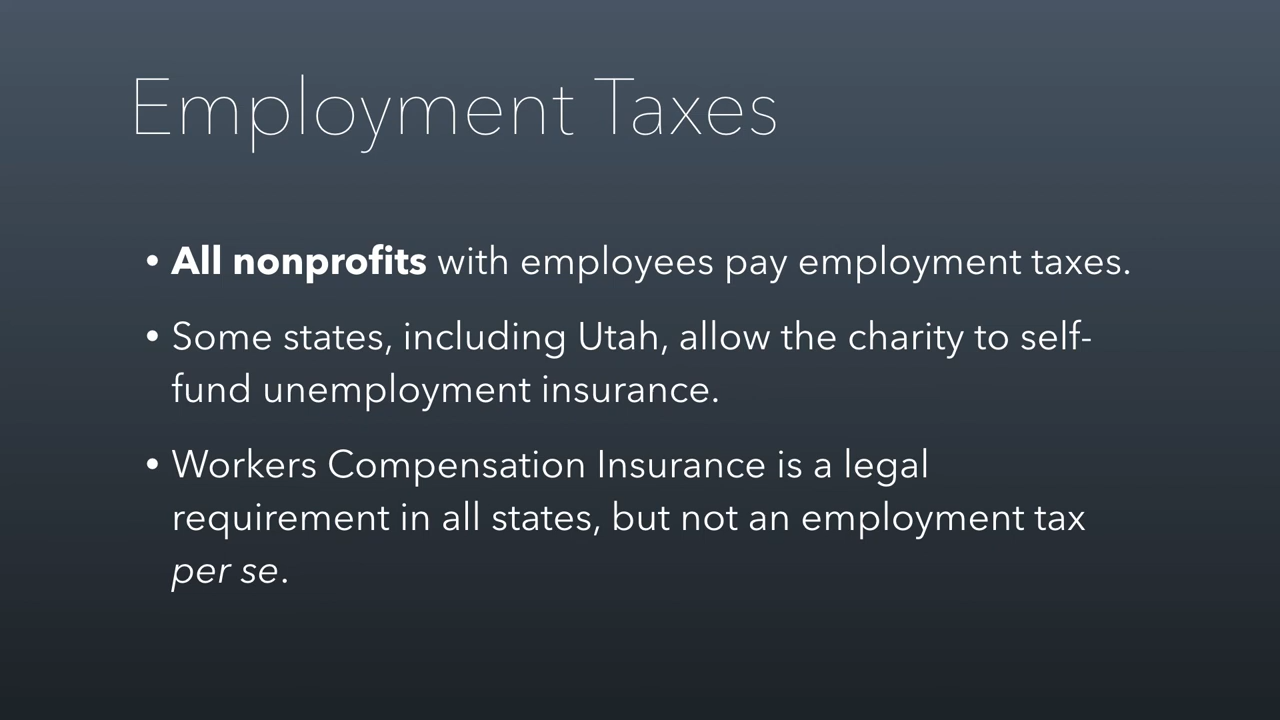 Employment Taxes
• All nonprofits with employees pay employment taxes.
• Some states, including Utah, allow the charity to self-
fund unemployment insurance.
• Workers Compensation Insurance is a legal
requirement in all states, but not an employment tax
per se.